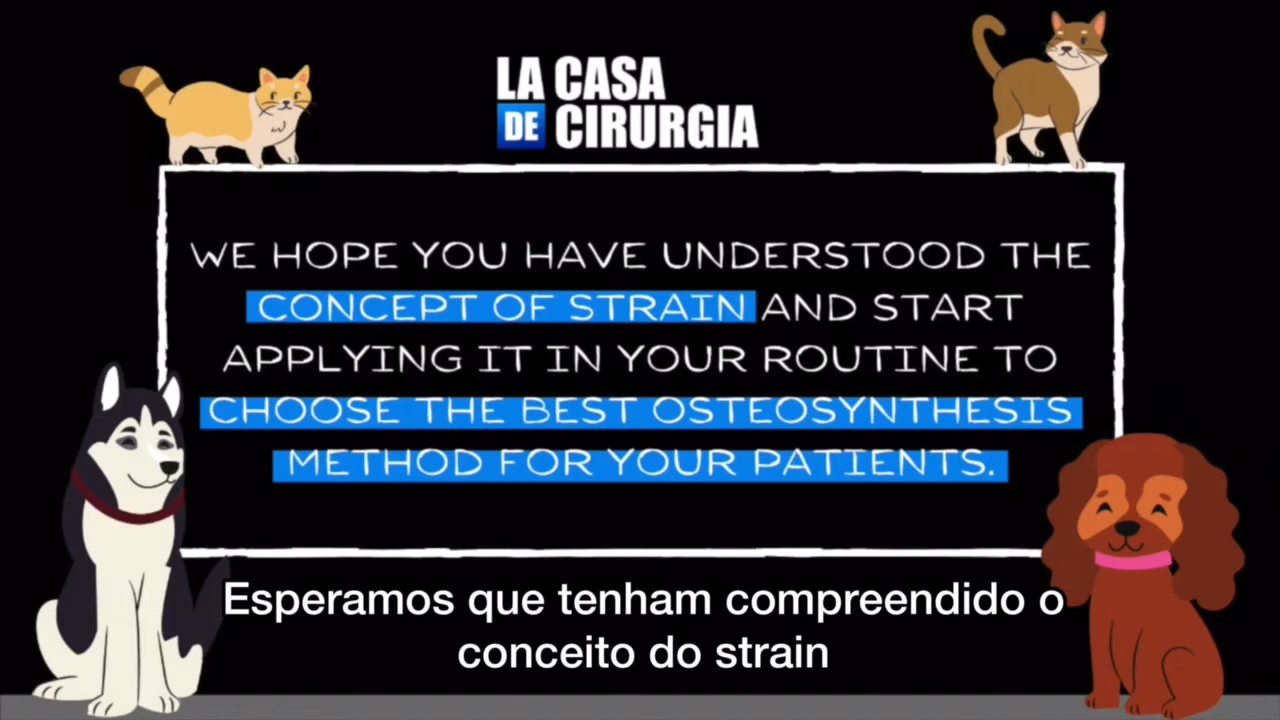 LA CASA
DE CIRURGIA
WE HOPE YOU HAVE UNDERSTOOD THE
CONCEPT OF STRAIN AND START
APPLYING IT IN YOUR ROUTINE TO
CHOOSE THE BEST OSTEOSYNTHESIS
METHOD FOR YOUR PATIENTS.
Esperamos que tenham compreendido o
conceito do strain